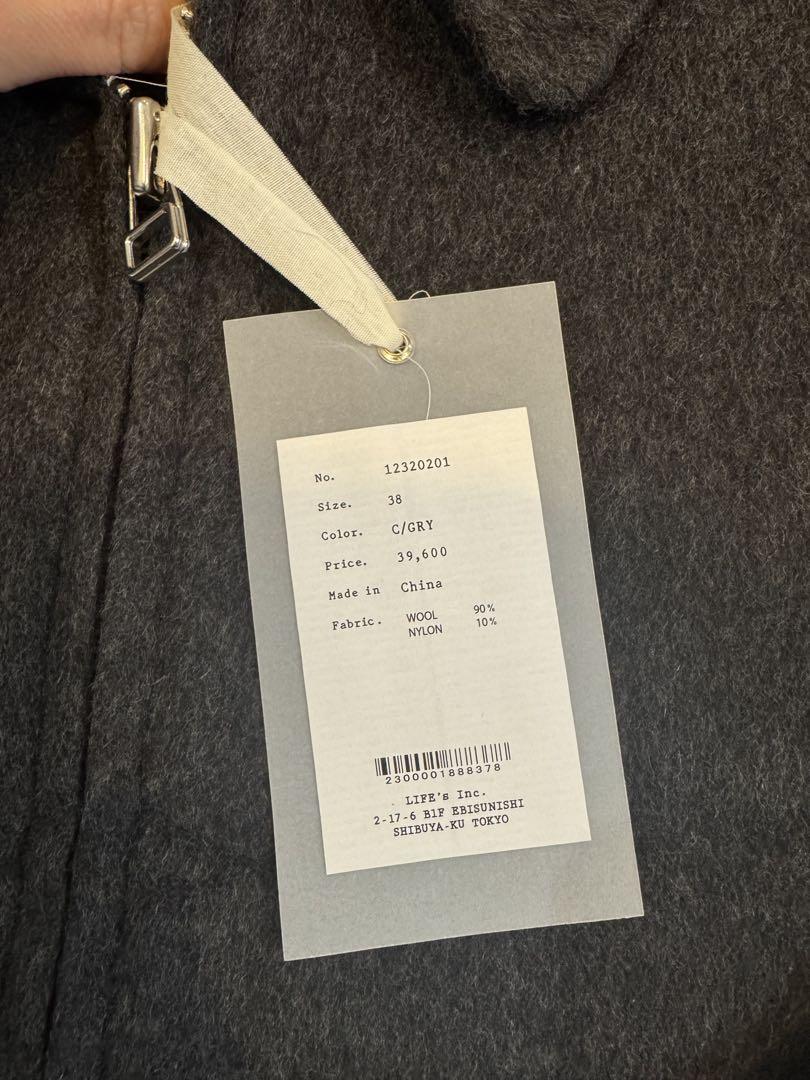 No. 12320201
Size. 38
Color. C/GRY
Price. 39,600
Made in China
Fabric. WOOL 90%
NYLON 10%
2300001888378
LIFE's Inc.
2-17-6 B1F EBISUNISHI
SHIBUYA-KU TOKYO